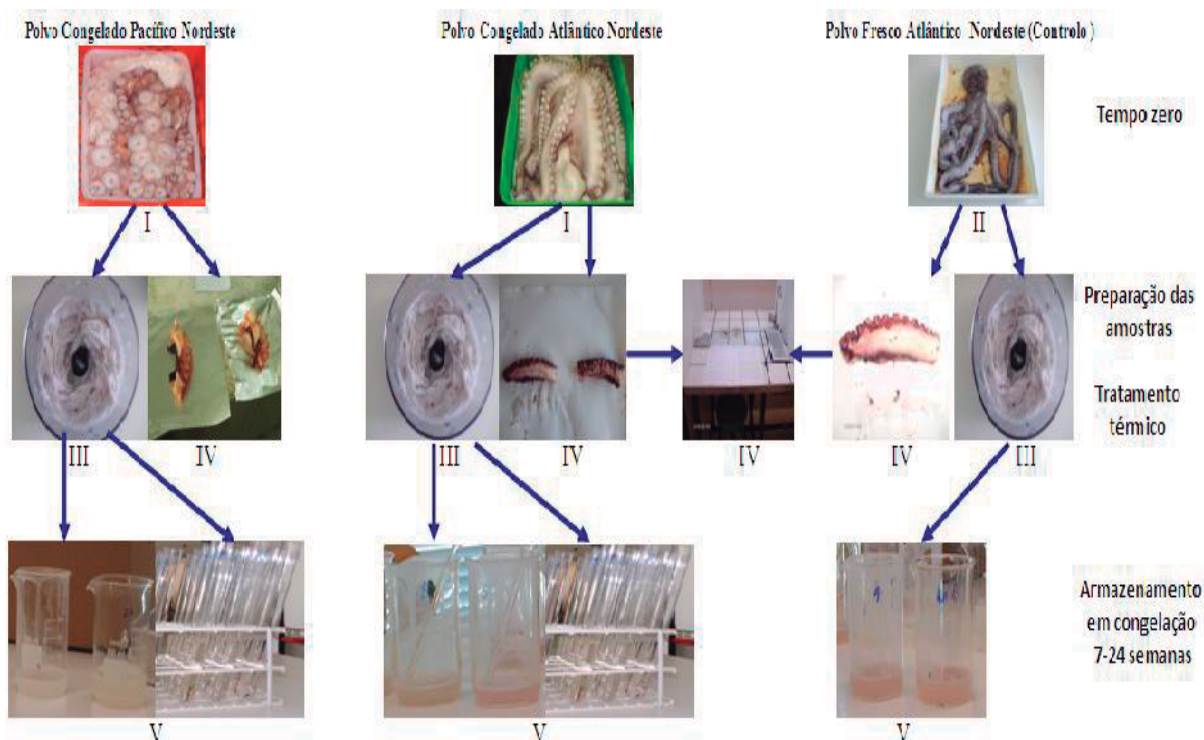 Polvo Congelado Pacífico Nordeste
Polvo Congelado Atlântico Nordeste
Polvo Fresco Atlântico Nordeste (Controlo )
Tempo zero
I
I
II
Preparação das
amostras
Tratamento
térmico
III
IV
III
IV
IV
IV
III
Armazenamento
em congelação
7-24 semanas
V
V
V